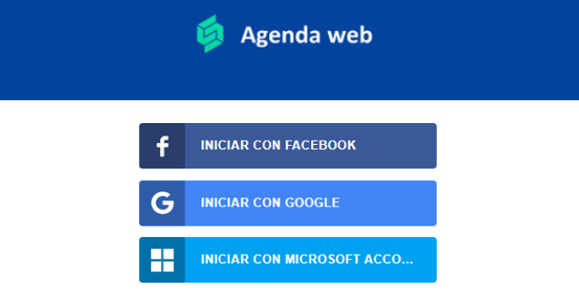 Agenda web
INICIAR CON FACEBOOK
INICIAR CON GOOGLE
INICIAR CON MICROSOFT ACCO...